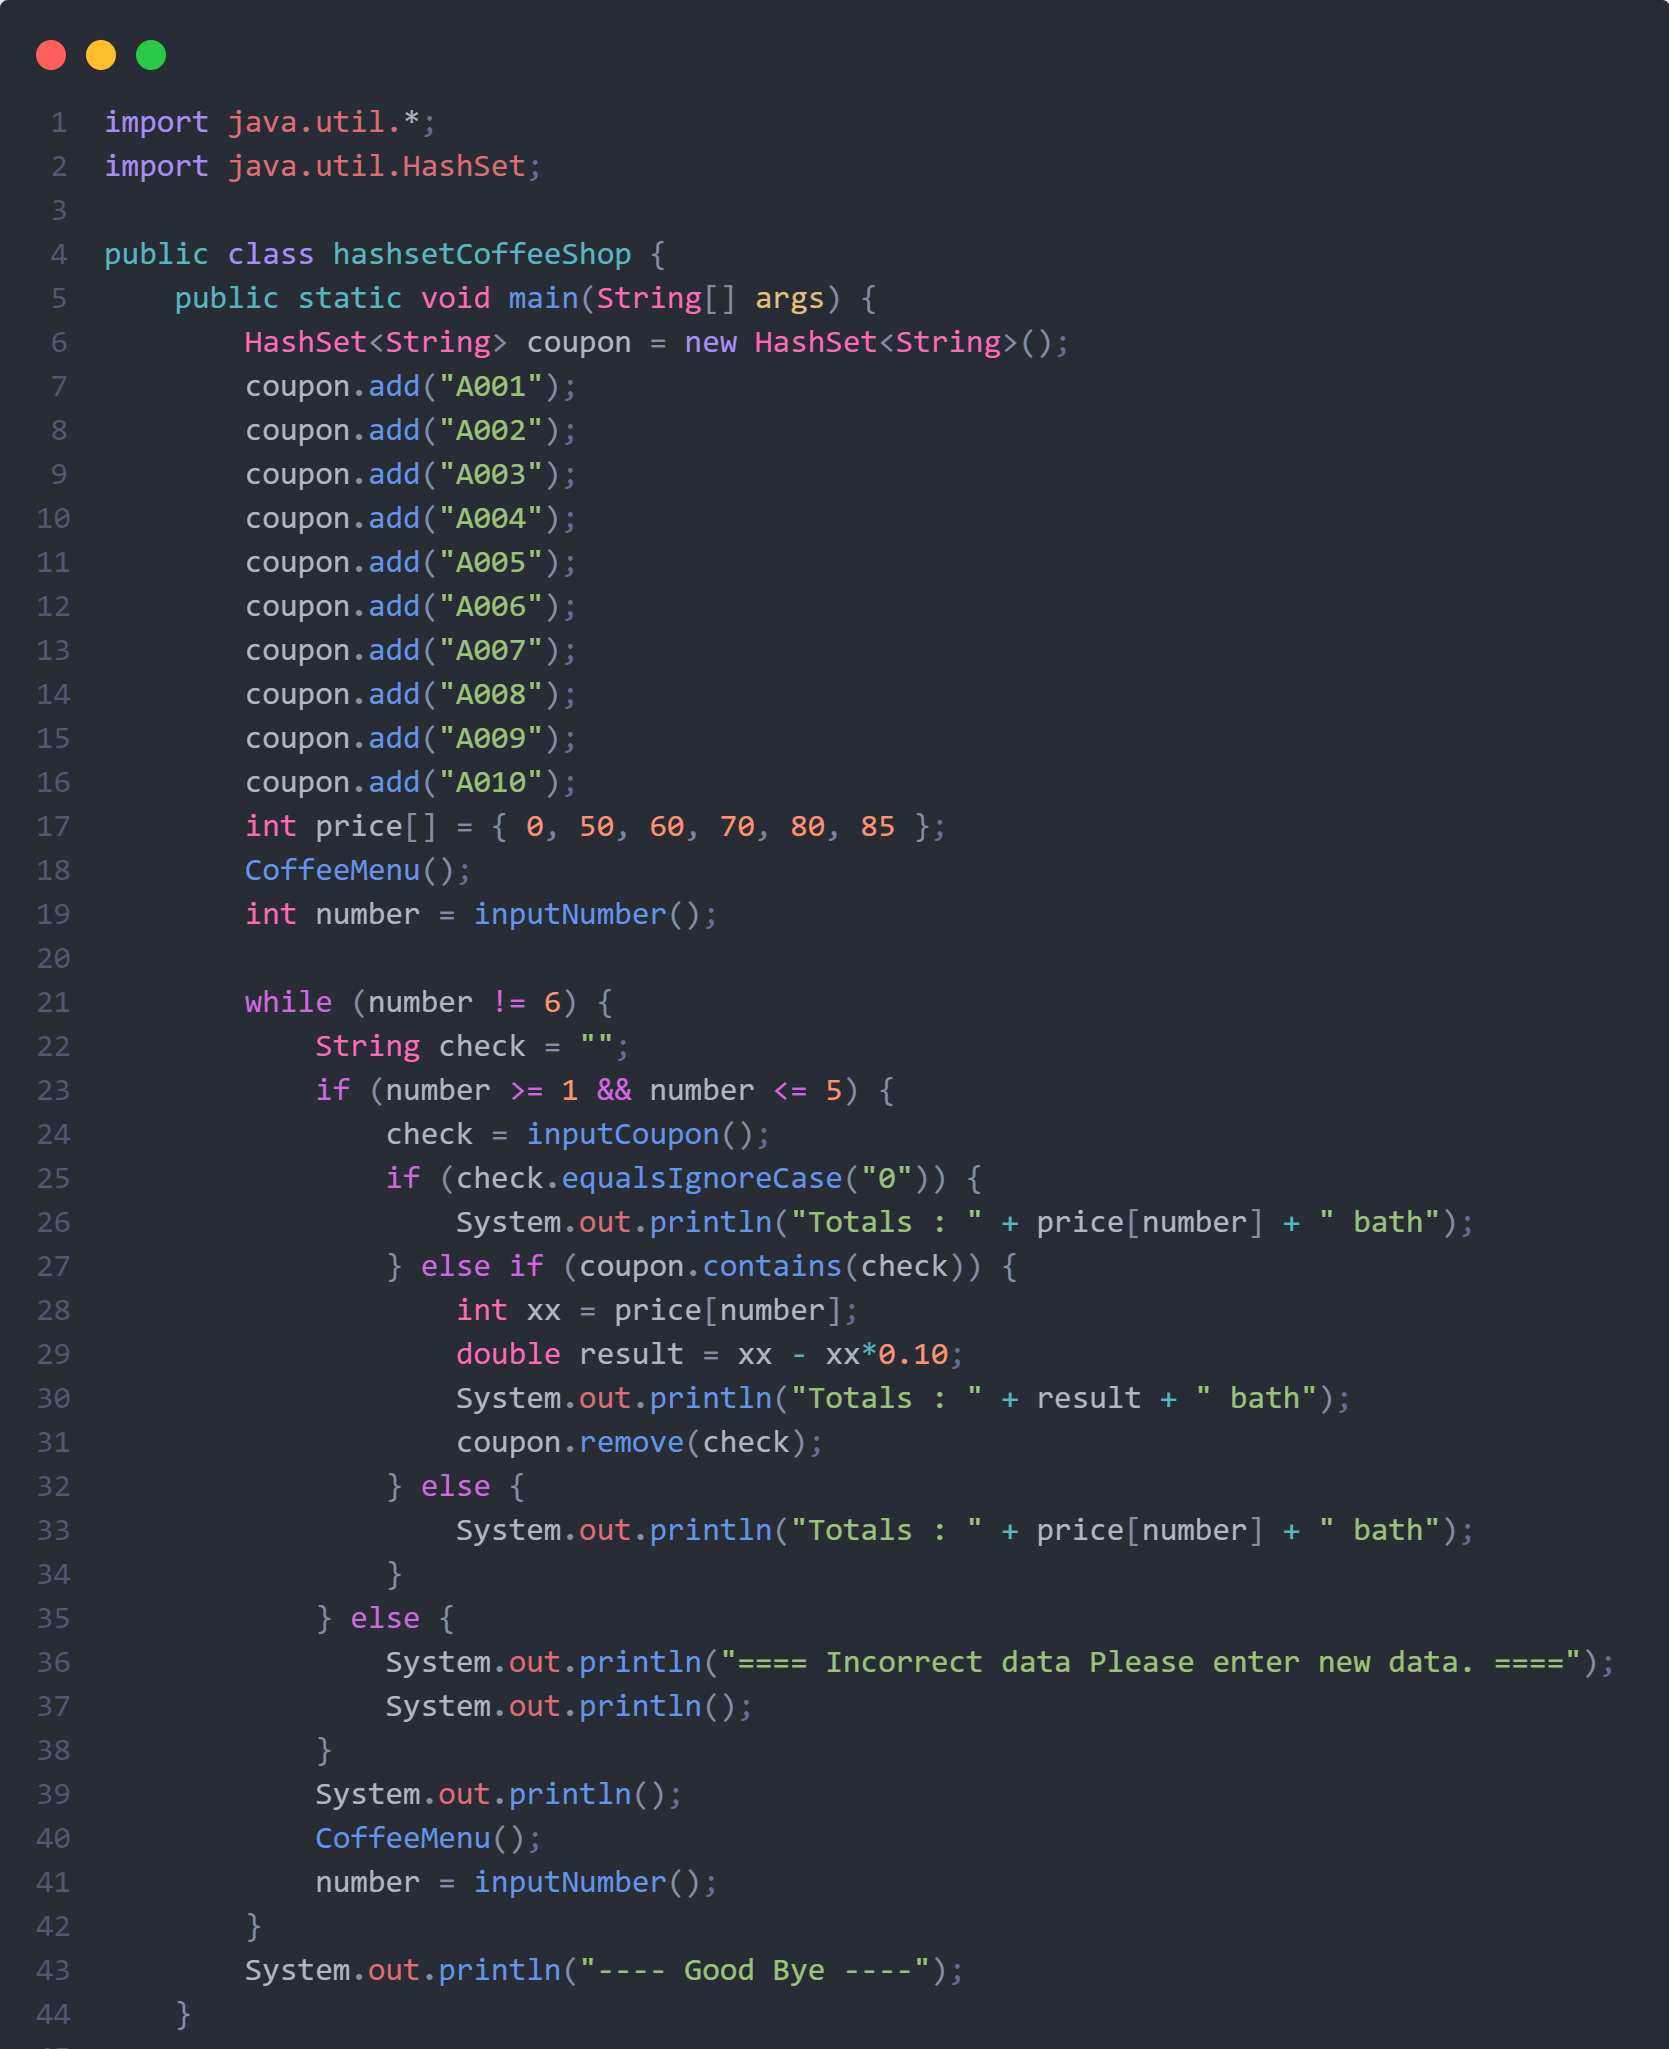 1 import java.util.*;
2 import java.util.HashSet;
3
4 public class hashsetCoffeeShop {
5     public static void main(String[] args) {
6         HashSet<String> coupon = new HashSet<String>();
7         coupon.add("A001");
8         coupon.add("A002");
9         coupon.add("A003");
10         coupon.add("A004");
11         coupon.add("A005");
12         coupon.add("A006");
13         coupon.add("A007");
14         coupon.add("A008");
15         coupon.add("A009");
16         coupon.add("A010");
17         int price[] = { 0, 50, 60, 70, 80, 85 };
18         CoffeeMenu();
19         int number = inputNumber();
20
21         while (number != 6) {
22             String check = "";
23             if (number >= 1 && number <= 5) {
24                 check = inputCoupon();
25                 if (check.equalsIgnoreCase("0")) {
26                     System.out.println("Totals : " + price[number] + " bath");
27                 } else if (coupon.contains(check)) {
28                     int xx = price[number];
29                     double result = xx - xx*0.10;
30                     System.out.println("Totals : " + result + " bath");
31                     coupon.remove(check);
32                 } else {
33                     System.out.println("Totals : " + price[number] + " bath");
34                 }
35             } else {
36                 System.out.println("==== Incorrect data Please enter new data. ====");
37                 System.out.println();
38             }
39             System.out.println();
40             CoffeeMenu();
41             number = inputNumber();
42         }
43         System.out.println("---- Good Bye ----");
44     }